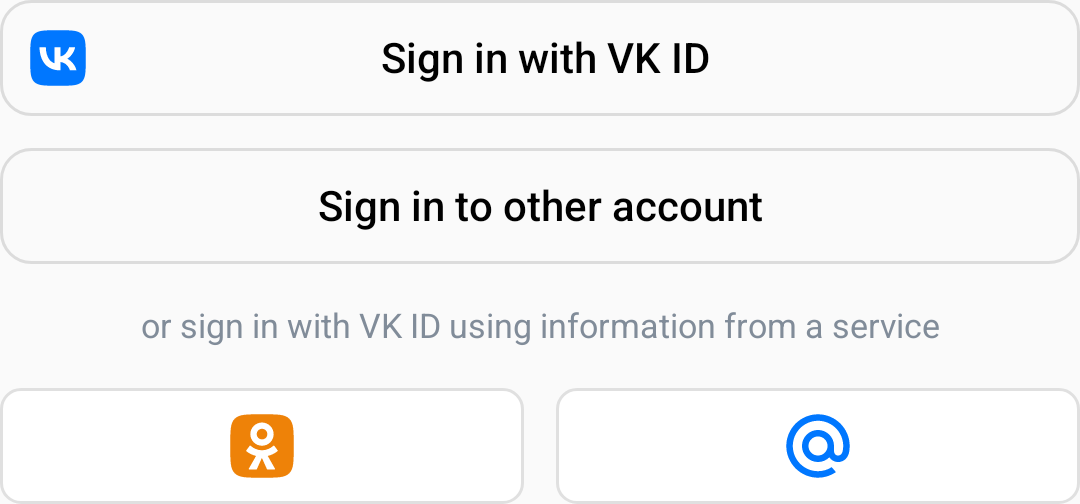 Sign in with VK ID
Sign in to other account
or sign in with VK ID using information from a service